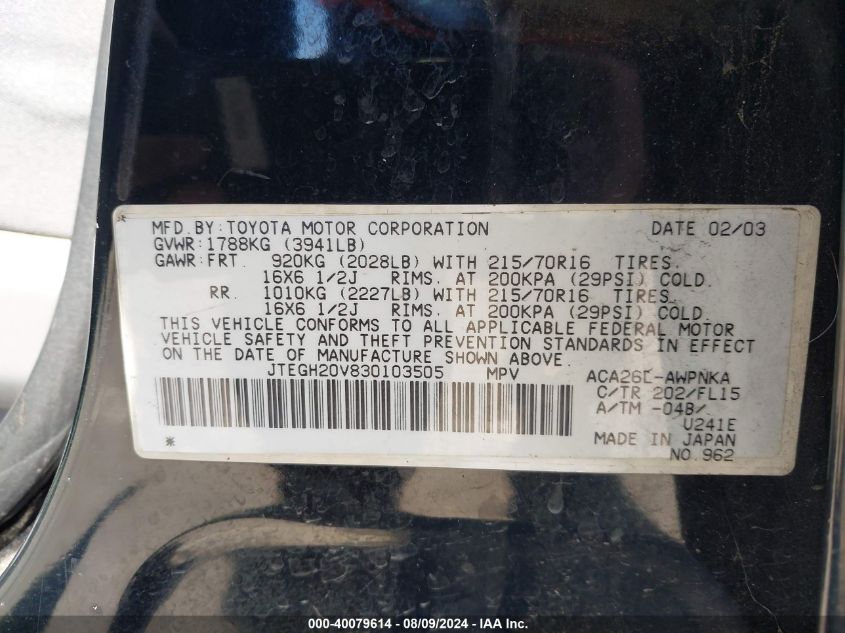 MFD.BY:TOYOTA MOTOR CORPORATION DATE 02/03
GVWR:1788KG (3941LB)
GAWR:FRT. 920KG (2028LB) WITH 215/70R16 TIRES.
16X6 1/2J RIMS. AT 200KPA (29PSI) COLD.
RR. 1010KG (2227LB) WITH 215/70R16 TIRES.
16X6 1/2J RIMS. AT 200KPA (29PSI) COLD.
THIS VEHICLE CONFORMS TO ALL APPLICABLE FEDERAL MOTOR
VEHICLE SAFETY AND THEFT PREVENTION STANDARDS IN EFFECT
ON THE DATE OF MANUFACTURE SHOWN ABOVE.
JTEGH20V830103505 MPV ACA26L-AWPNKA
C/TR 202/FL15
A/TM -04B/
U241E
MADE IN JAPAN
NO.962
000-40079614 - 08/09/2024 - IAA Inc.